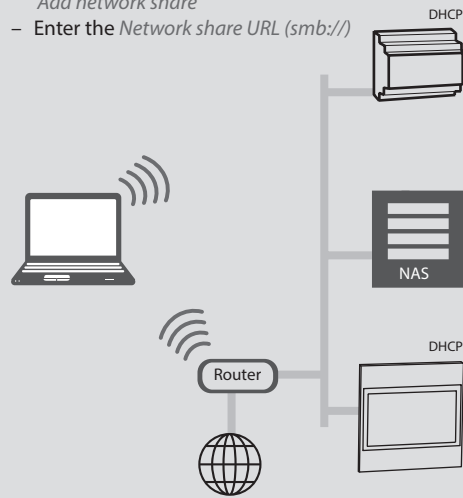 Add network share
– Enter the Network share URL (smb://)
DHCP
NAS
DHCP
Router